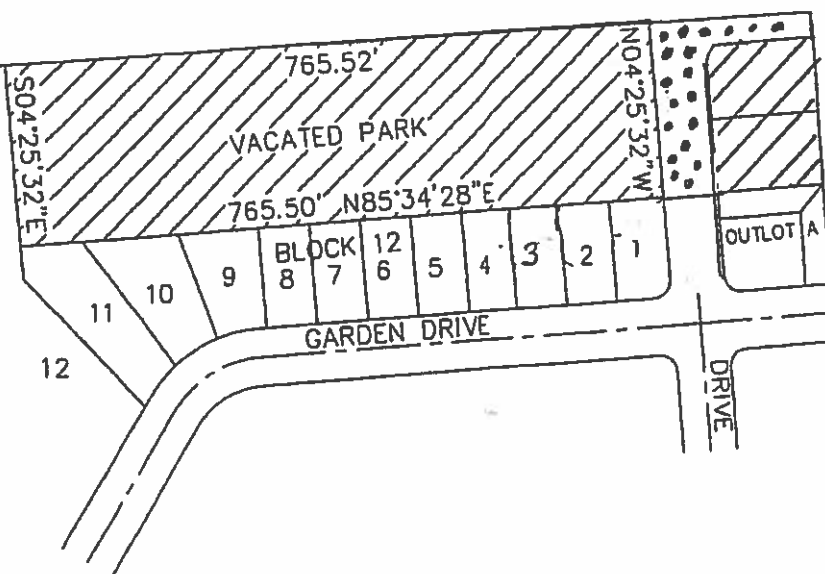 765.52'
S04°25'32"E
N04°25'32"W
VACATED PARK
765.50' N85°34'28"E
BLOCK 12
OUTLOT A
12
11
10
9
8
7
6
5
4
3
2
1
GARDEN DRIVE
DRIVE